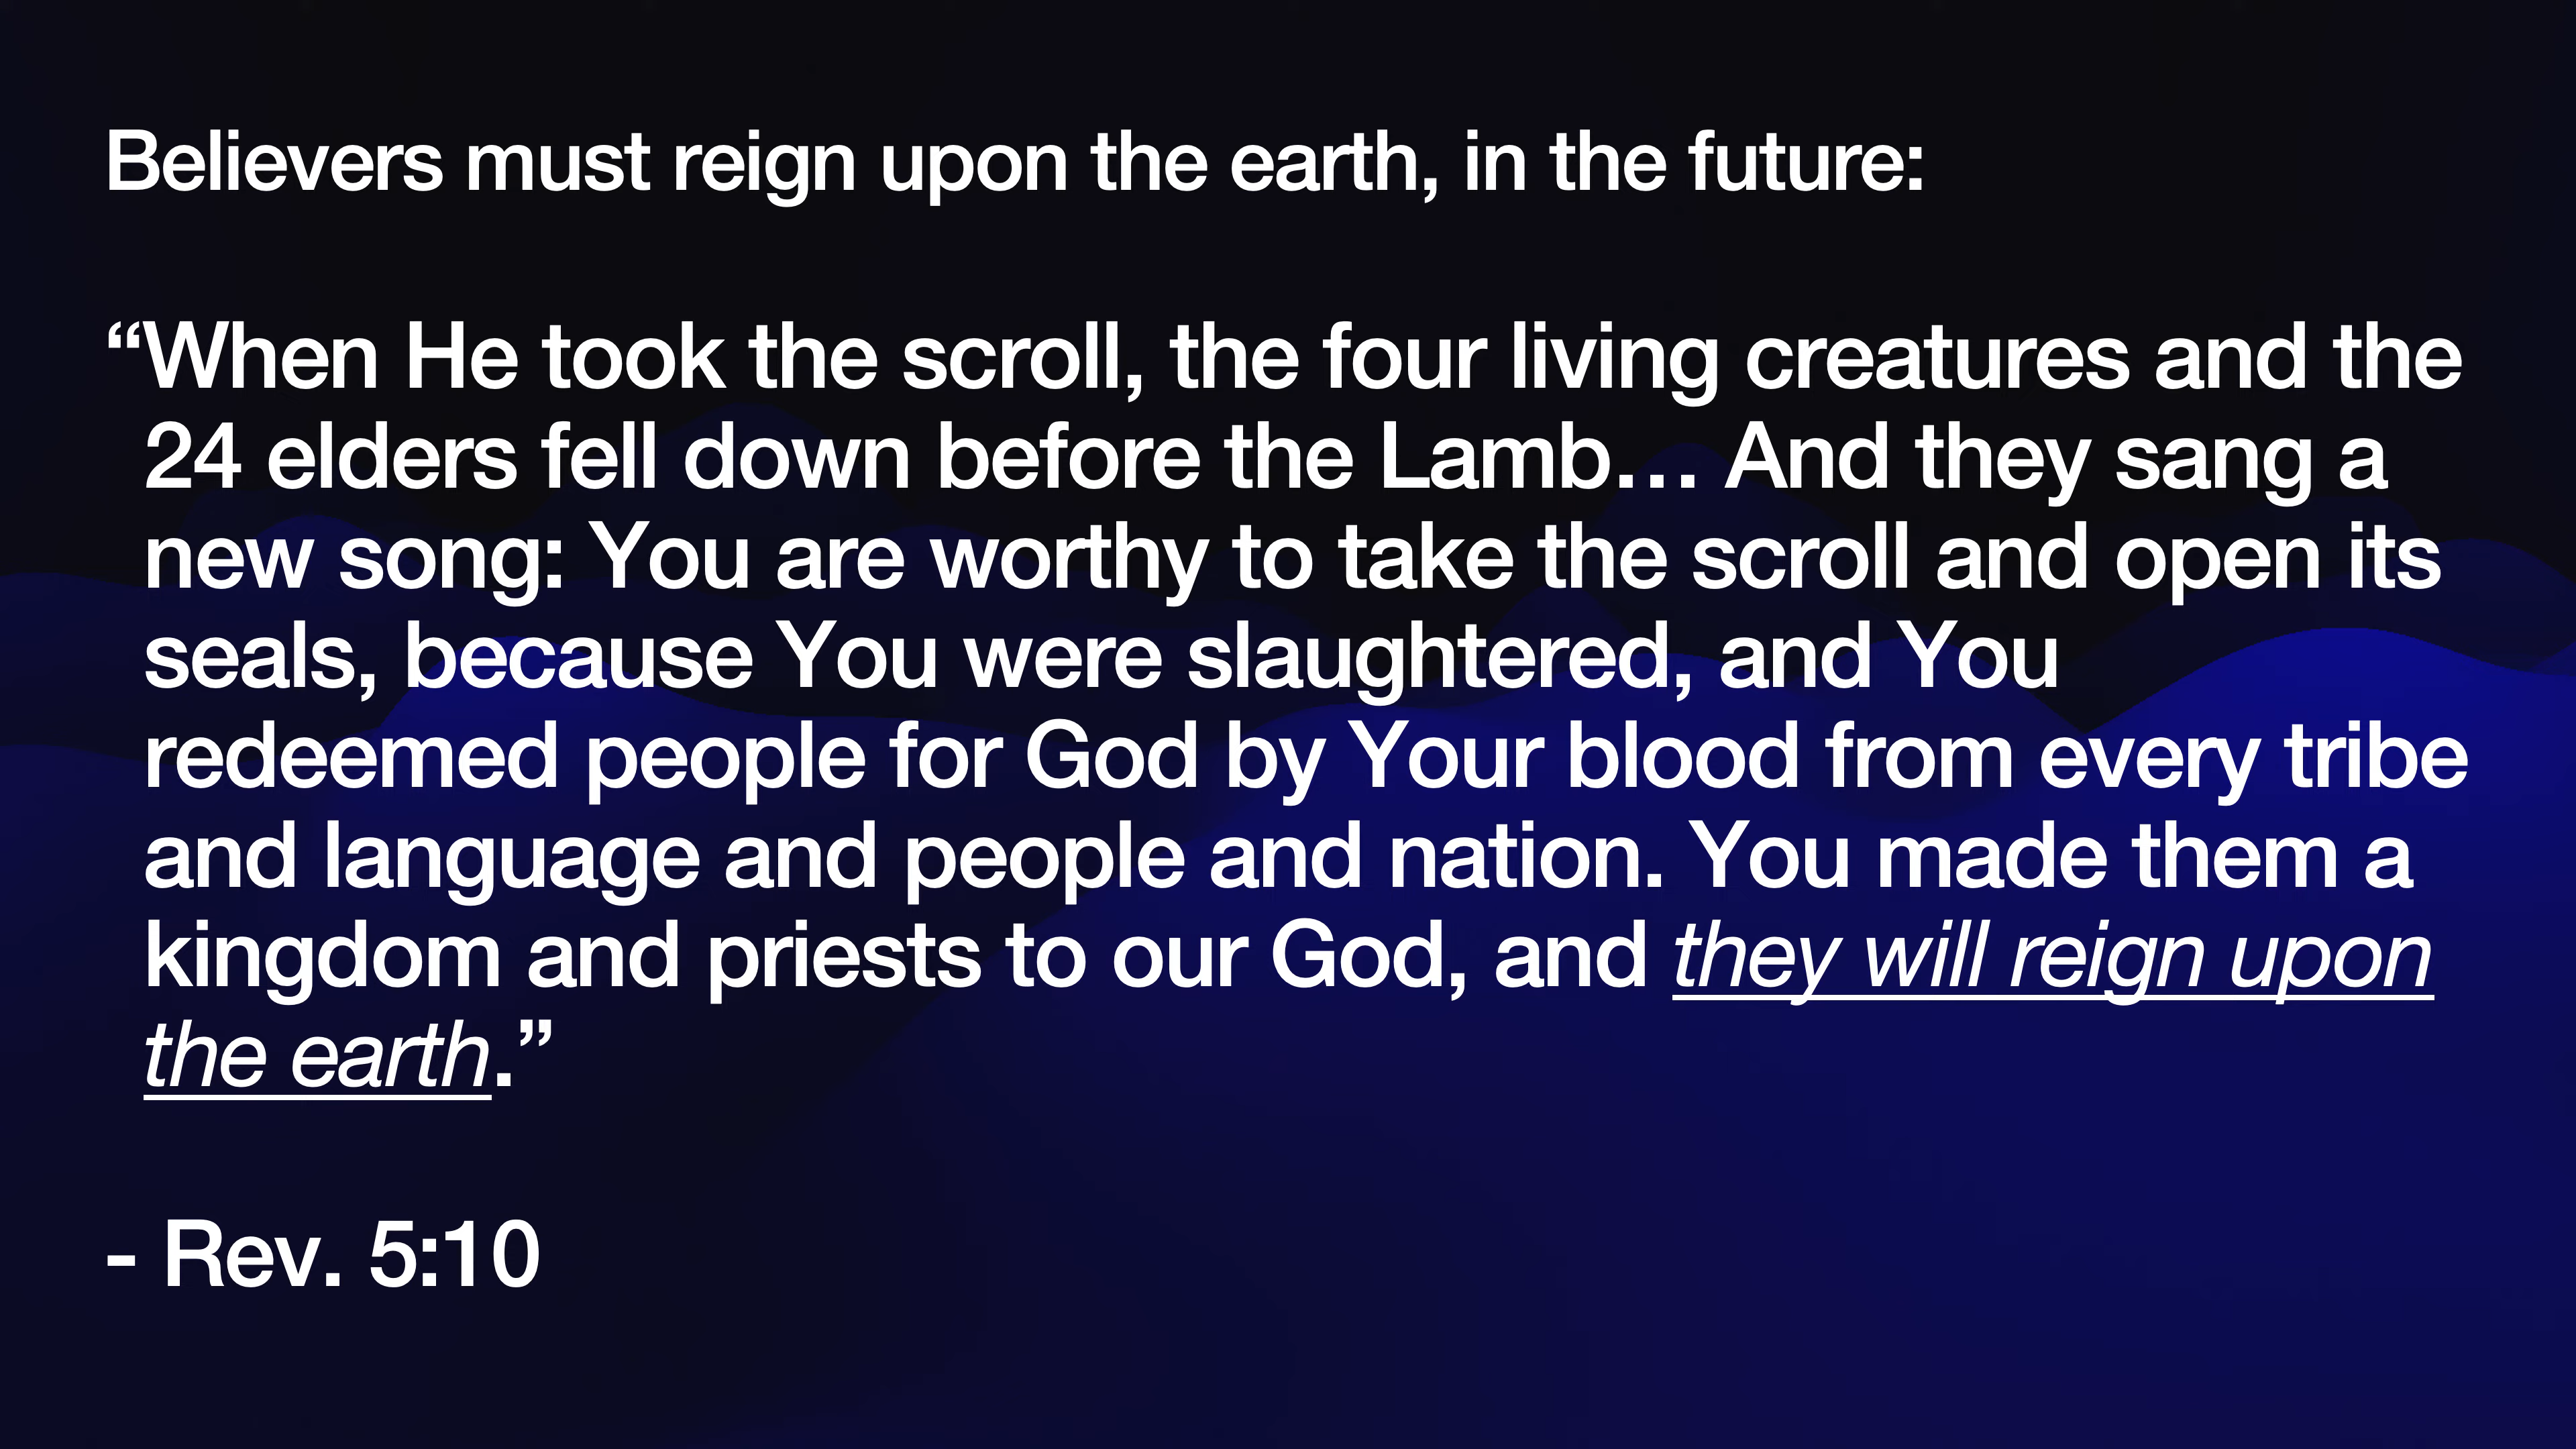 Believers must reign upon the earth, in the future:
“When He took the scroll, the four living creatures and the
24 elders fell down before the Lamb… And they sang a
new song: You are worthy to take the scroll and open its
seals, because You were slaughtered, and You
redeemed people for God by Your blood from every tribe
and language and people and nation. You made them a
kingdom and priests to our God, and they will reign upon
the earth.”
- Rev. 5:10